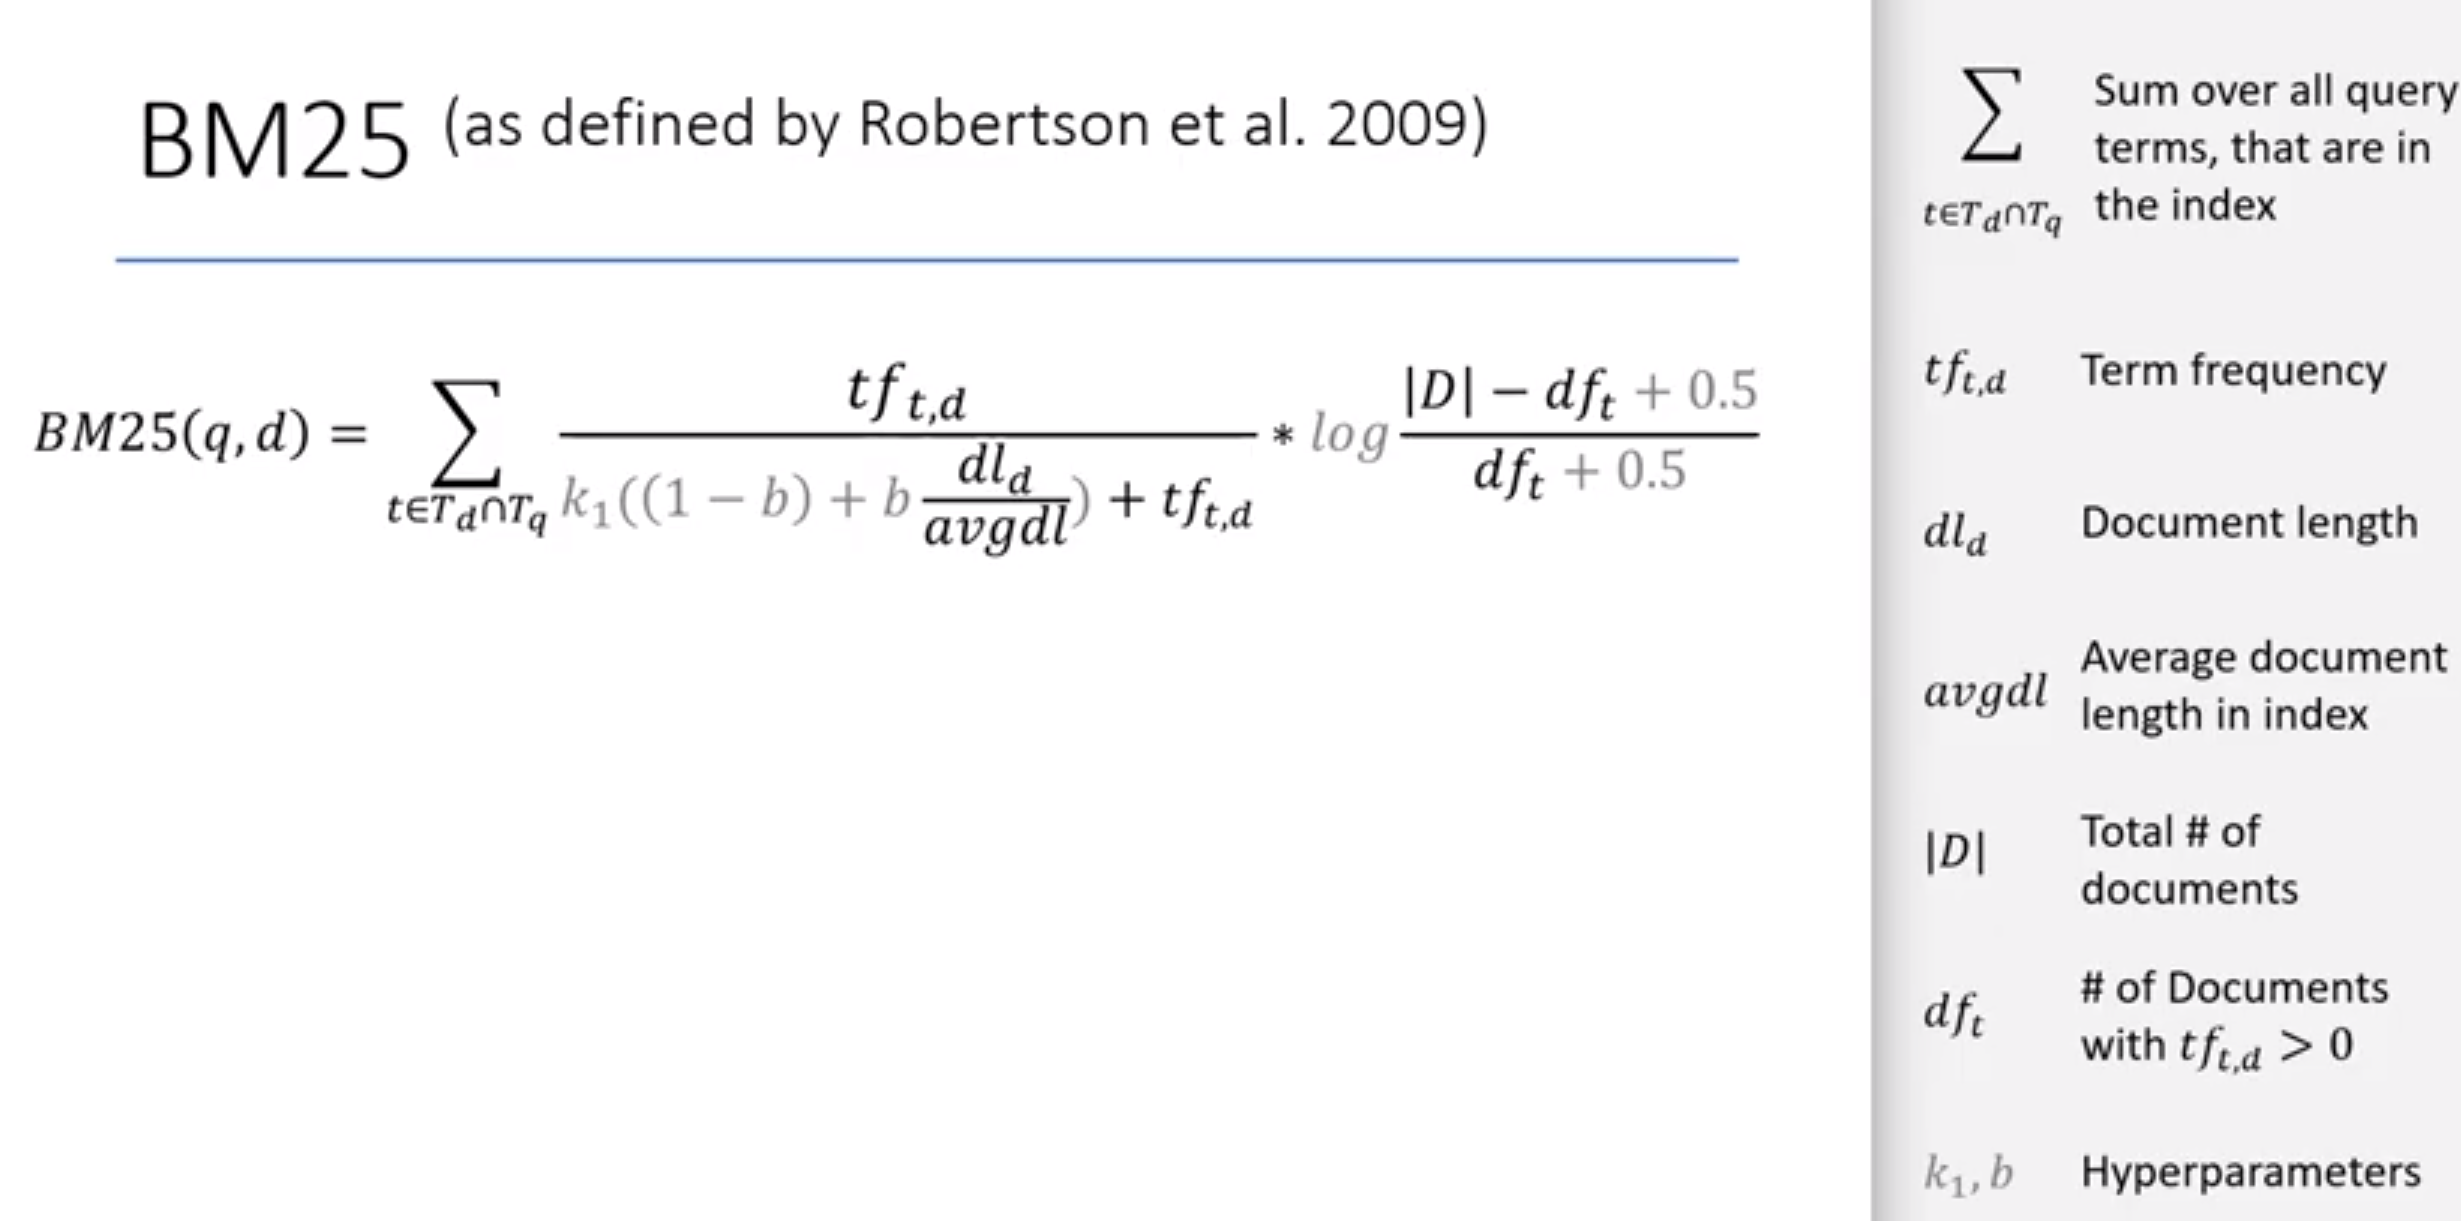 BM25 (as defined by Robertson et al. 2009)
$BM25(q,d) = \sum_{t \in T_d \cap T_q} \frac{tf_{t,d}}{k_1((1-b)+b\frac{dl_d}{avgdl})+tf_{t,d}} * log \frac{|D| - df_t + 0.5}{df_t + 0.5}$
$\sum_{t \in T_d \cap T_q}$ Sum over all query
terms, that are in
the index
$tf_{t,d}$ Term frequency
$dl_d$ Document length
$avgdl$ Average document
length in index
$|D|$ Total # of
documents
$df_t$ # of Documents
with $tf_{t,d} > 0$
$k_1, b$ Hyperparameters